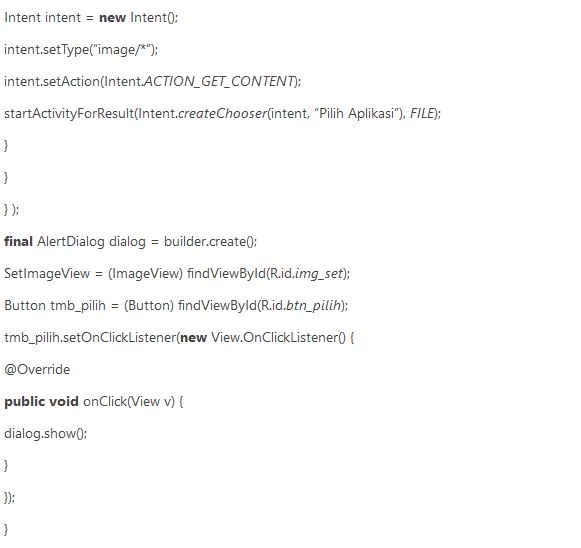 Intent intent = new Intent();
intent.setType(“image/*”);
intent.setAction(Intent.ACTION_GET_CONTENT);
startActivityForResult(Intent.createChooser(intent, “Pilih Aplikasi”), FILE);
}
}
} );
final AlertDialog dialog = builder.create();
SetImageView = (ImageView) findViewById(R.id.img_set);
Button tmb_pilih = (Button) findViewById(R.id.btn_pilih);
tmb_pilih.setOnClickListener(new View.OnClickListener() {
@Override
public void onClick(View v) {
dialog.show();
}
});
}